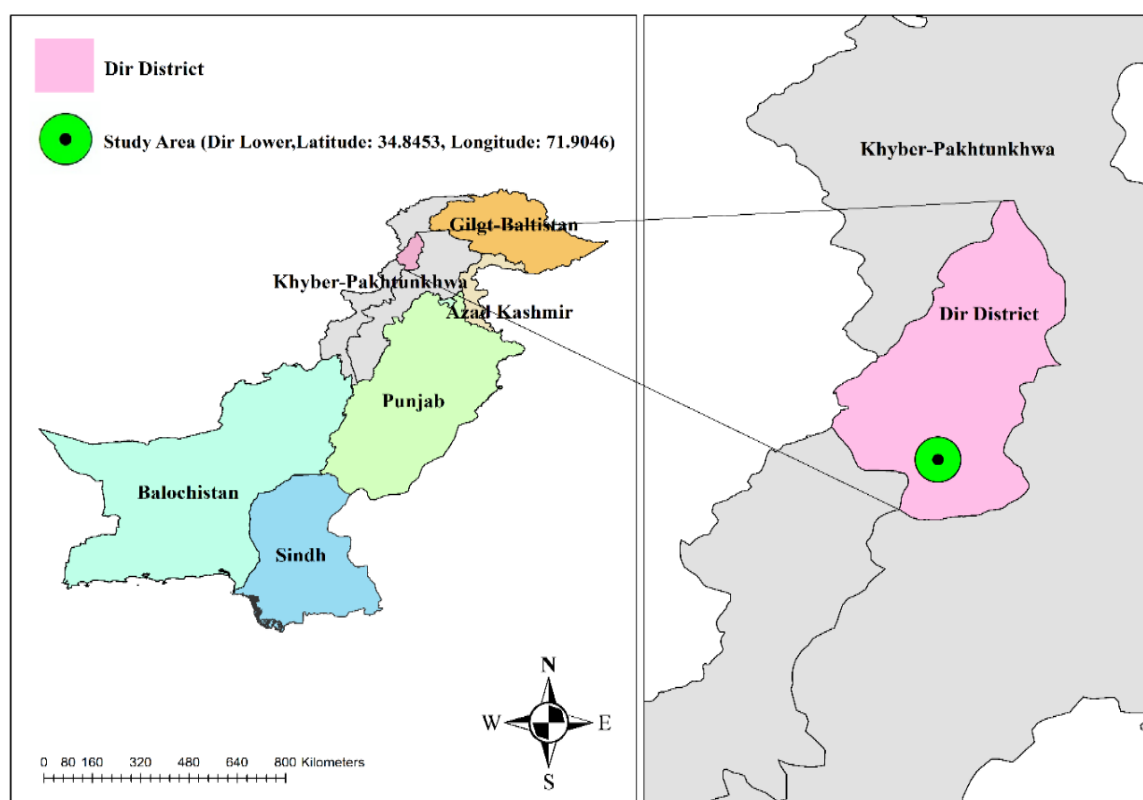 Dir District
Study Area (Dir Lower,Latitude: 34.8453, Longitude: 71.9046)
Gilgt-Baltistan
Khyber-Pakhtunkhwa
Azad Kashmir
Punjab
Balochistan
Sindh
N
W E
S
0 80 160 320 480 640 800 Kilometers
Khyber-Pakhtunkhwa
Dir District